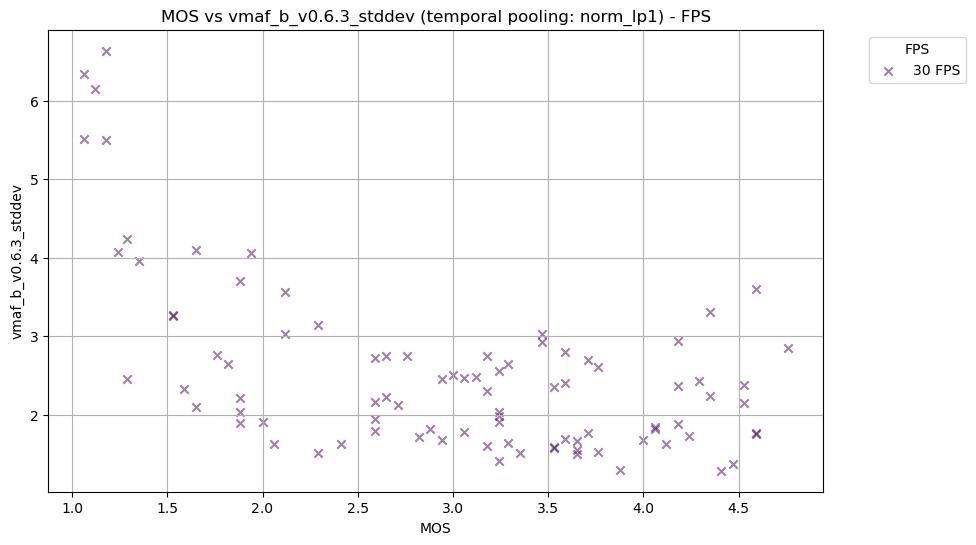 MOS vs vmaf_b_v0.6.3_stddev (temporal pooling: norm_lp1) - FPS
FPS
30 FPS
vmaf_b_v0.6.3_stddev
6
5
4
3
2
1.0 1.5 2.0 2.5 3.0 3.5 4.0 4.5
MOS